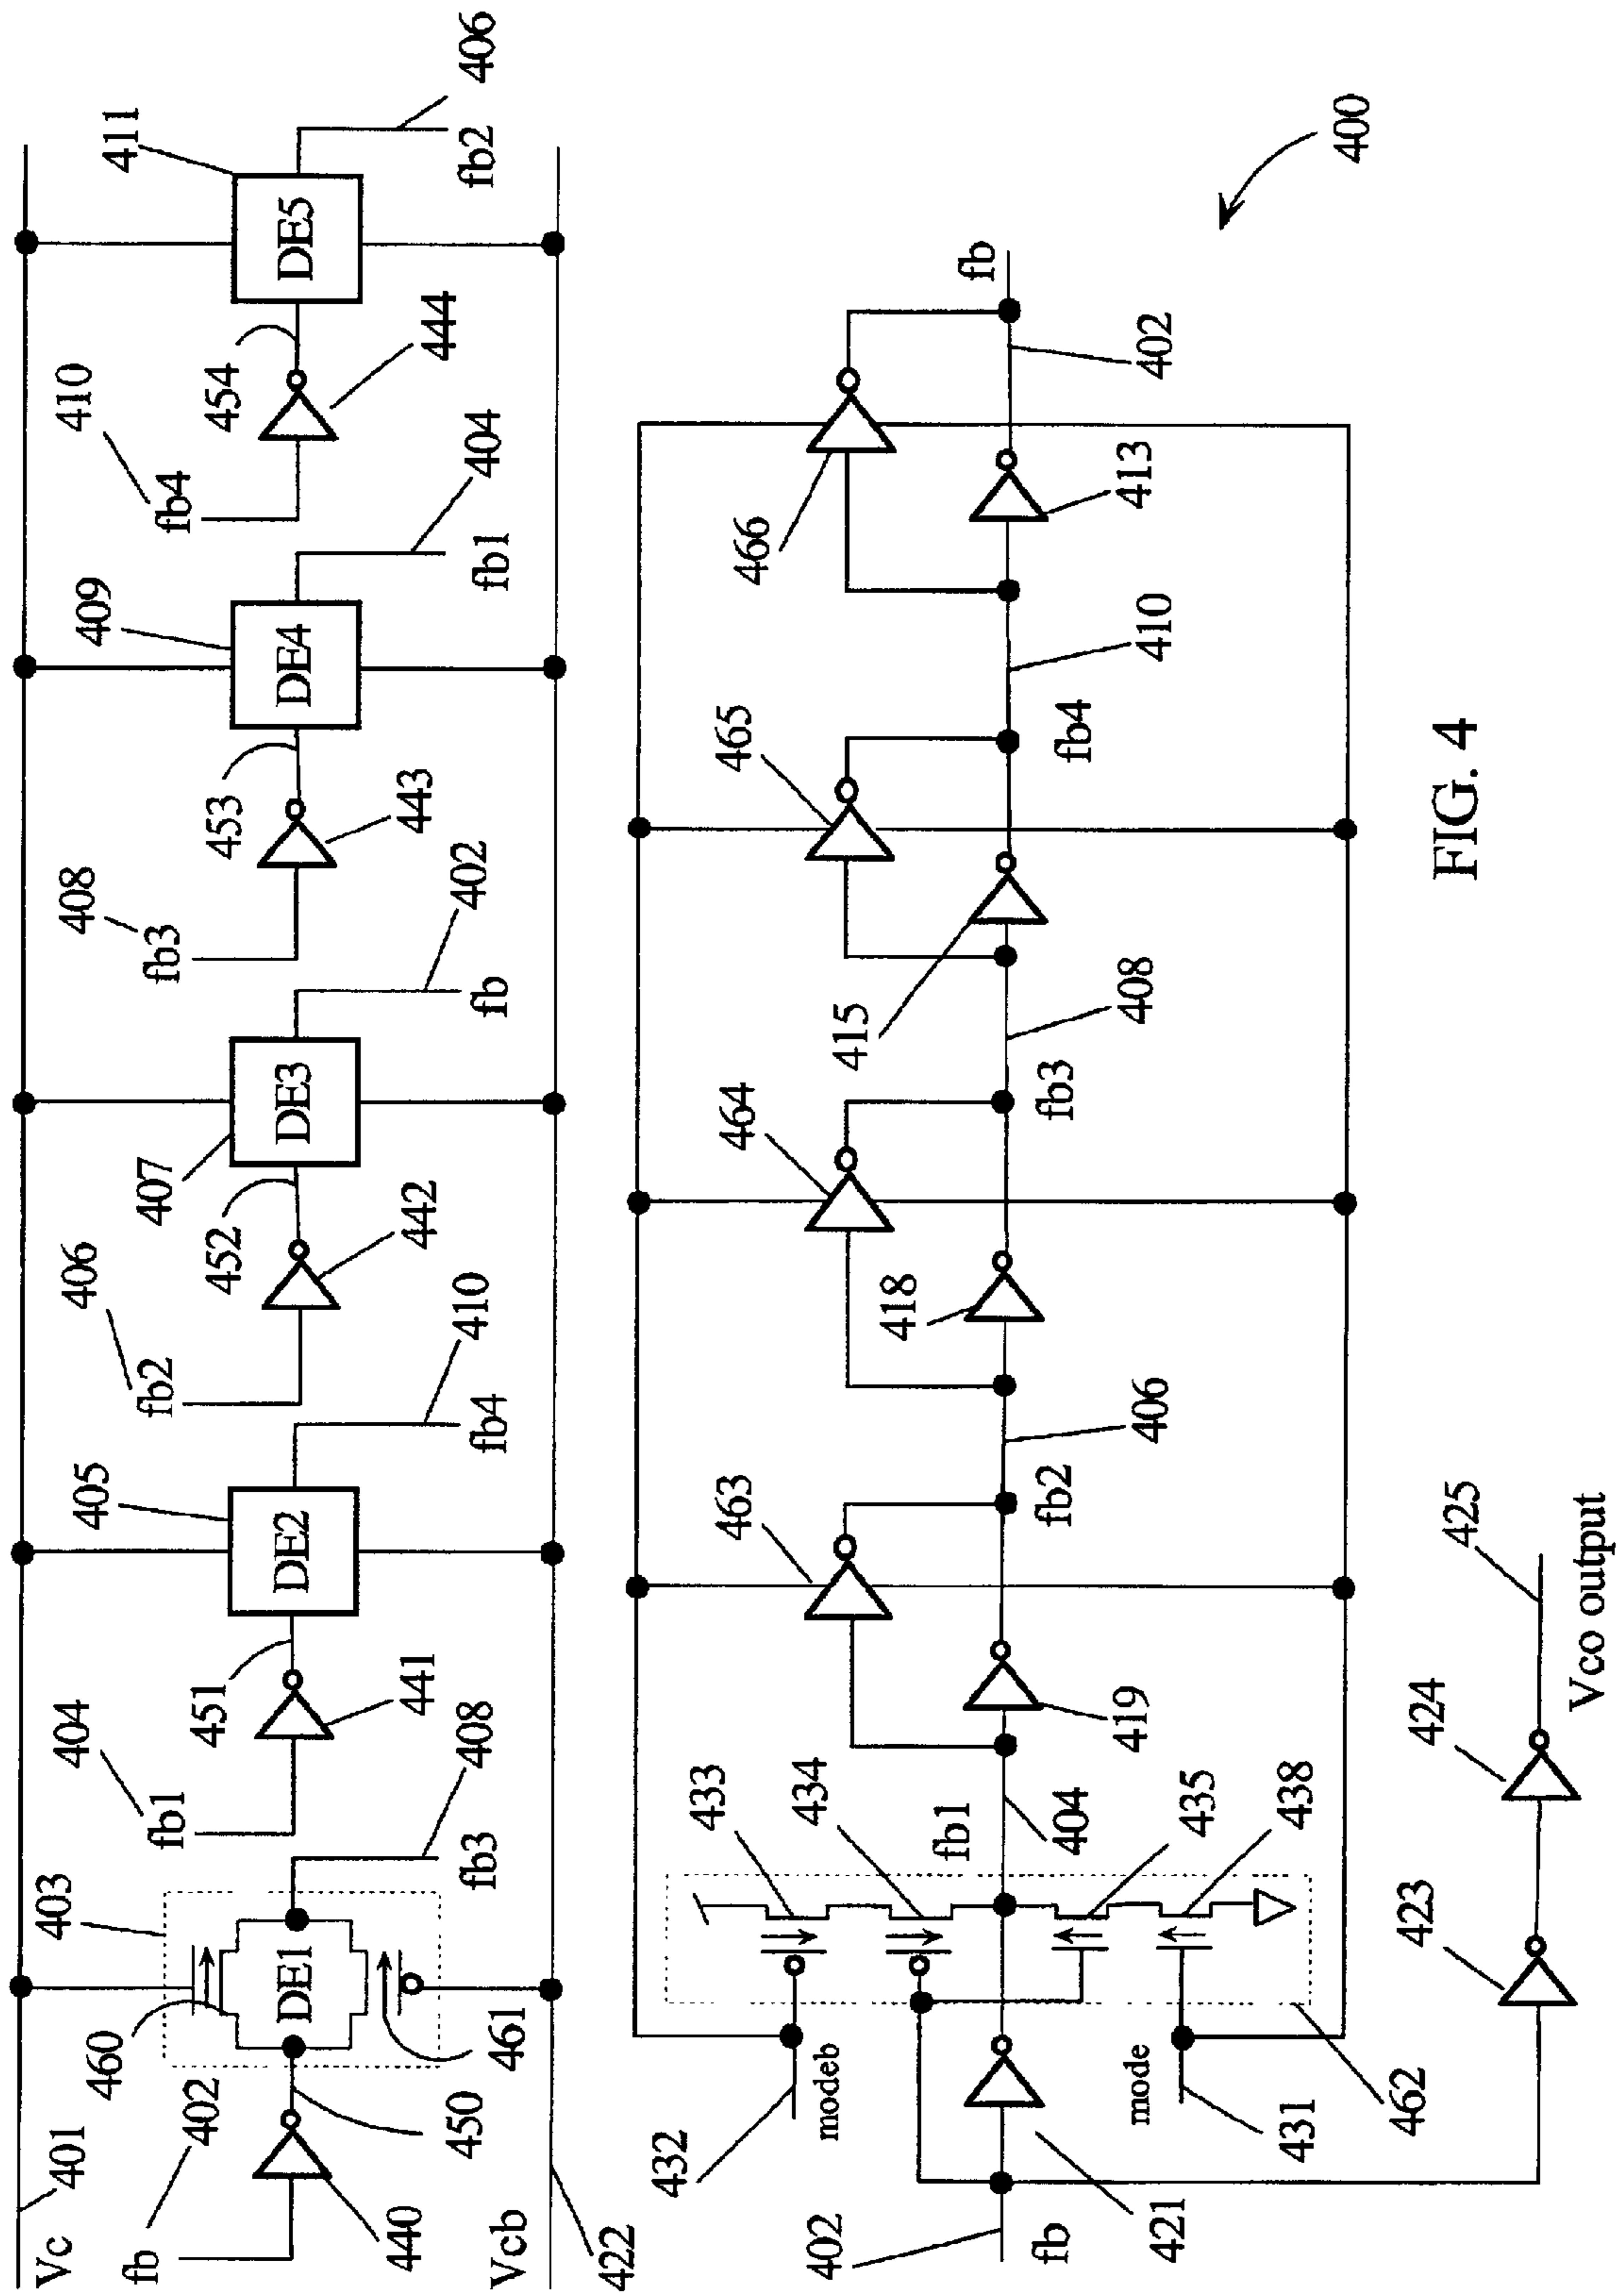 Vc
401
fb
402
440
450
Vcb
422
460
403
DE1
461
fb3
408
fb1
404
441
451
405
DE2
fb4
410
fb2
406
442
452
407
DE3
fb
402
fb3
408
443
453
409
DE4
fb1
404
fb4
410
444
454
411
DE5
fb2
406
432
modeb
402
fb
421
mode
431
462
433
434
fb1
404
435
438
419
463
fb2
406
418
464
fb3
408
415
465
fb4
410
466
413
402
fb
423
424
425
Vco output
400
FIG. 4